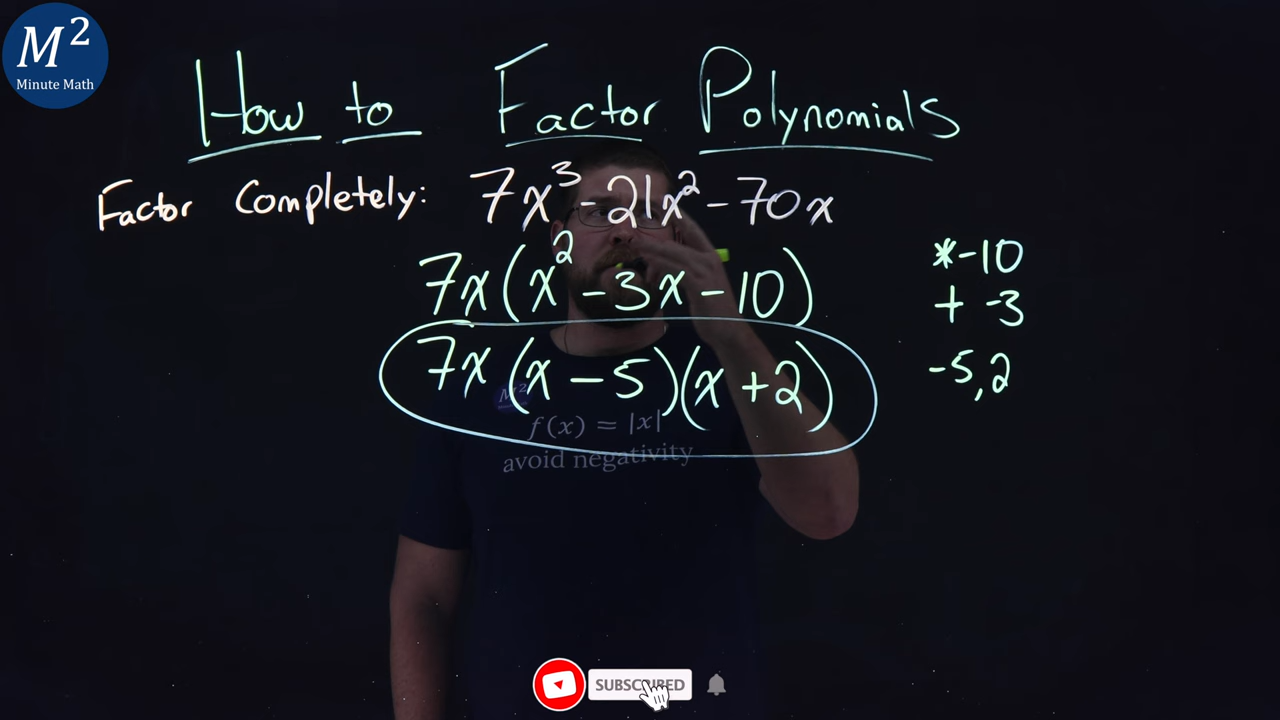 M²
Minute Math
How to Factor Polynomials
Factor Completely: 7x³ - 21x² - 70x
7x(x² - 3x - 10)
* -10
+ -3
7x(x - 5)(x + 2)
-5, 2
M²
f(x) = |x|
avoid negativity
SUBSCRIBED